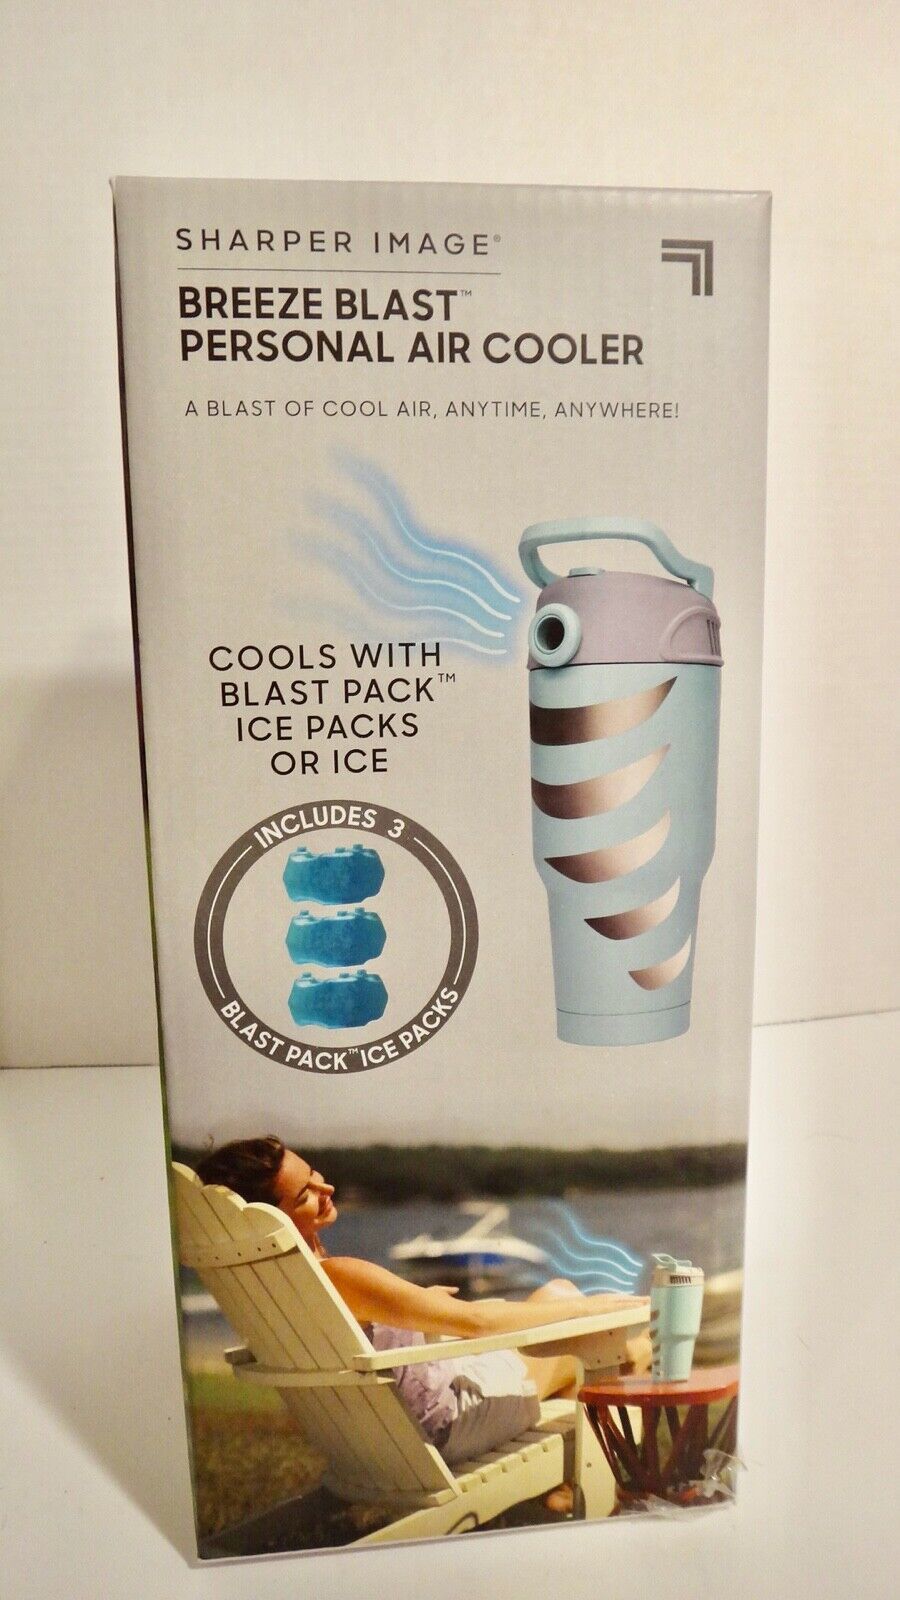 SHARPER IMAGE®
BREEZE BLAST™
PERSONAL AIR COOLER
A BLAST OF COOL AIR, ANYTIME, ANYWHERE!
COOLS WITH
BLAST PACK™
ICE PACKS
OR ICE
INCLUDES 3
BLAST PACK™ ICE PACKS